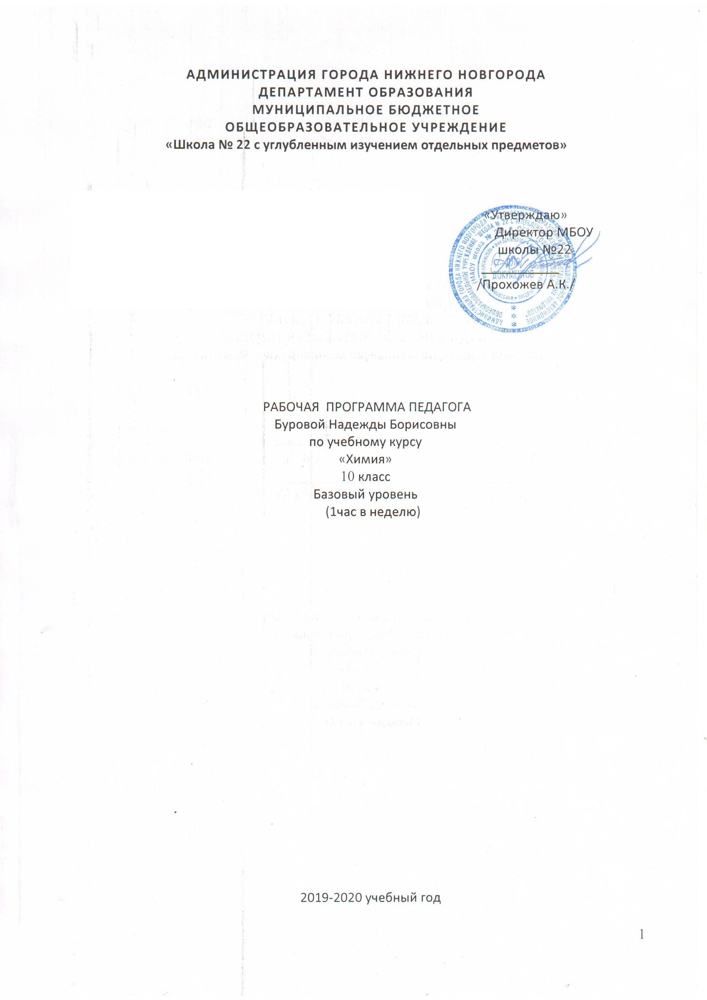 АДМИНИСТРАЦИЯ ГОРОДА НИЖНЕГО НОВГОРОДА
ДЕПАРТАМЕНТ ОБРАЗОВАНИЯ
МУНИЦИПАЛЬНОЕ БЮДЖЕТНОЕ
ОБЩЕОБРАЗОВАТЕЛЬНОЕ УЧРЕЖДЕНИЕ
«Школа № 22 с углубленным изучением отдельных предметов»
«Утверждаю»
Директор МБОУ
школы №22
/Прохожев А.К./
ДЛЯ
ДОКУМЕНТОВ
РАБОЧАЯ ПРОГРАММА ПЕДАГОГА
Буровой Надежды Борисовны
по учебному курсу
«Химия»
10 класс
Базовый уровень
(1час в неделю)
2019-2020 учебный год
1